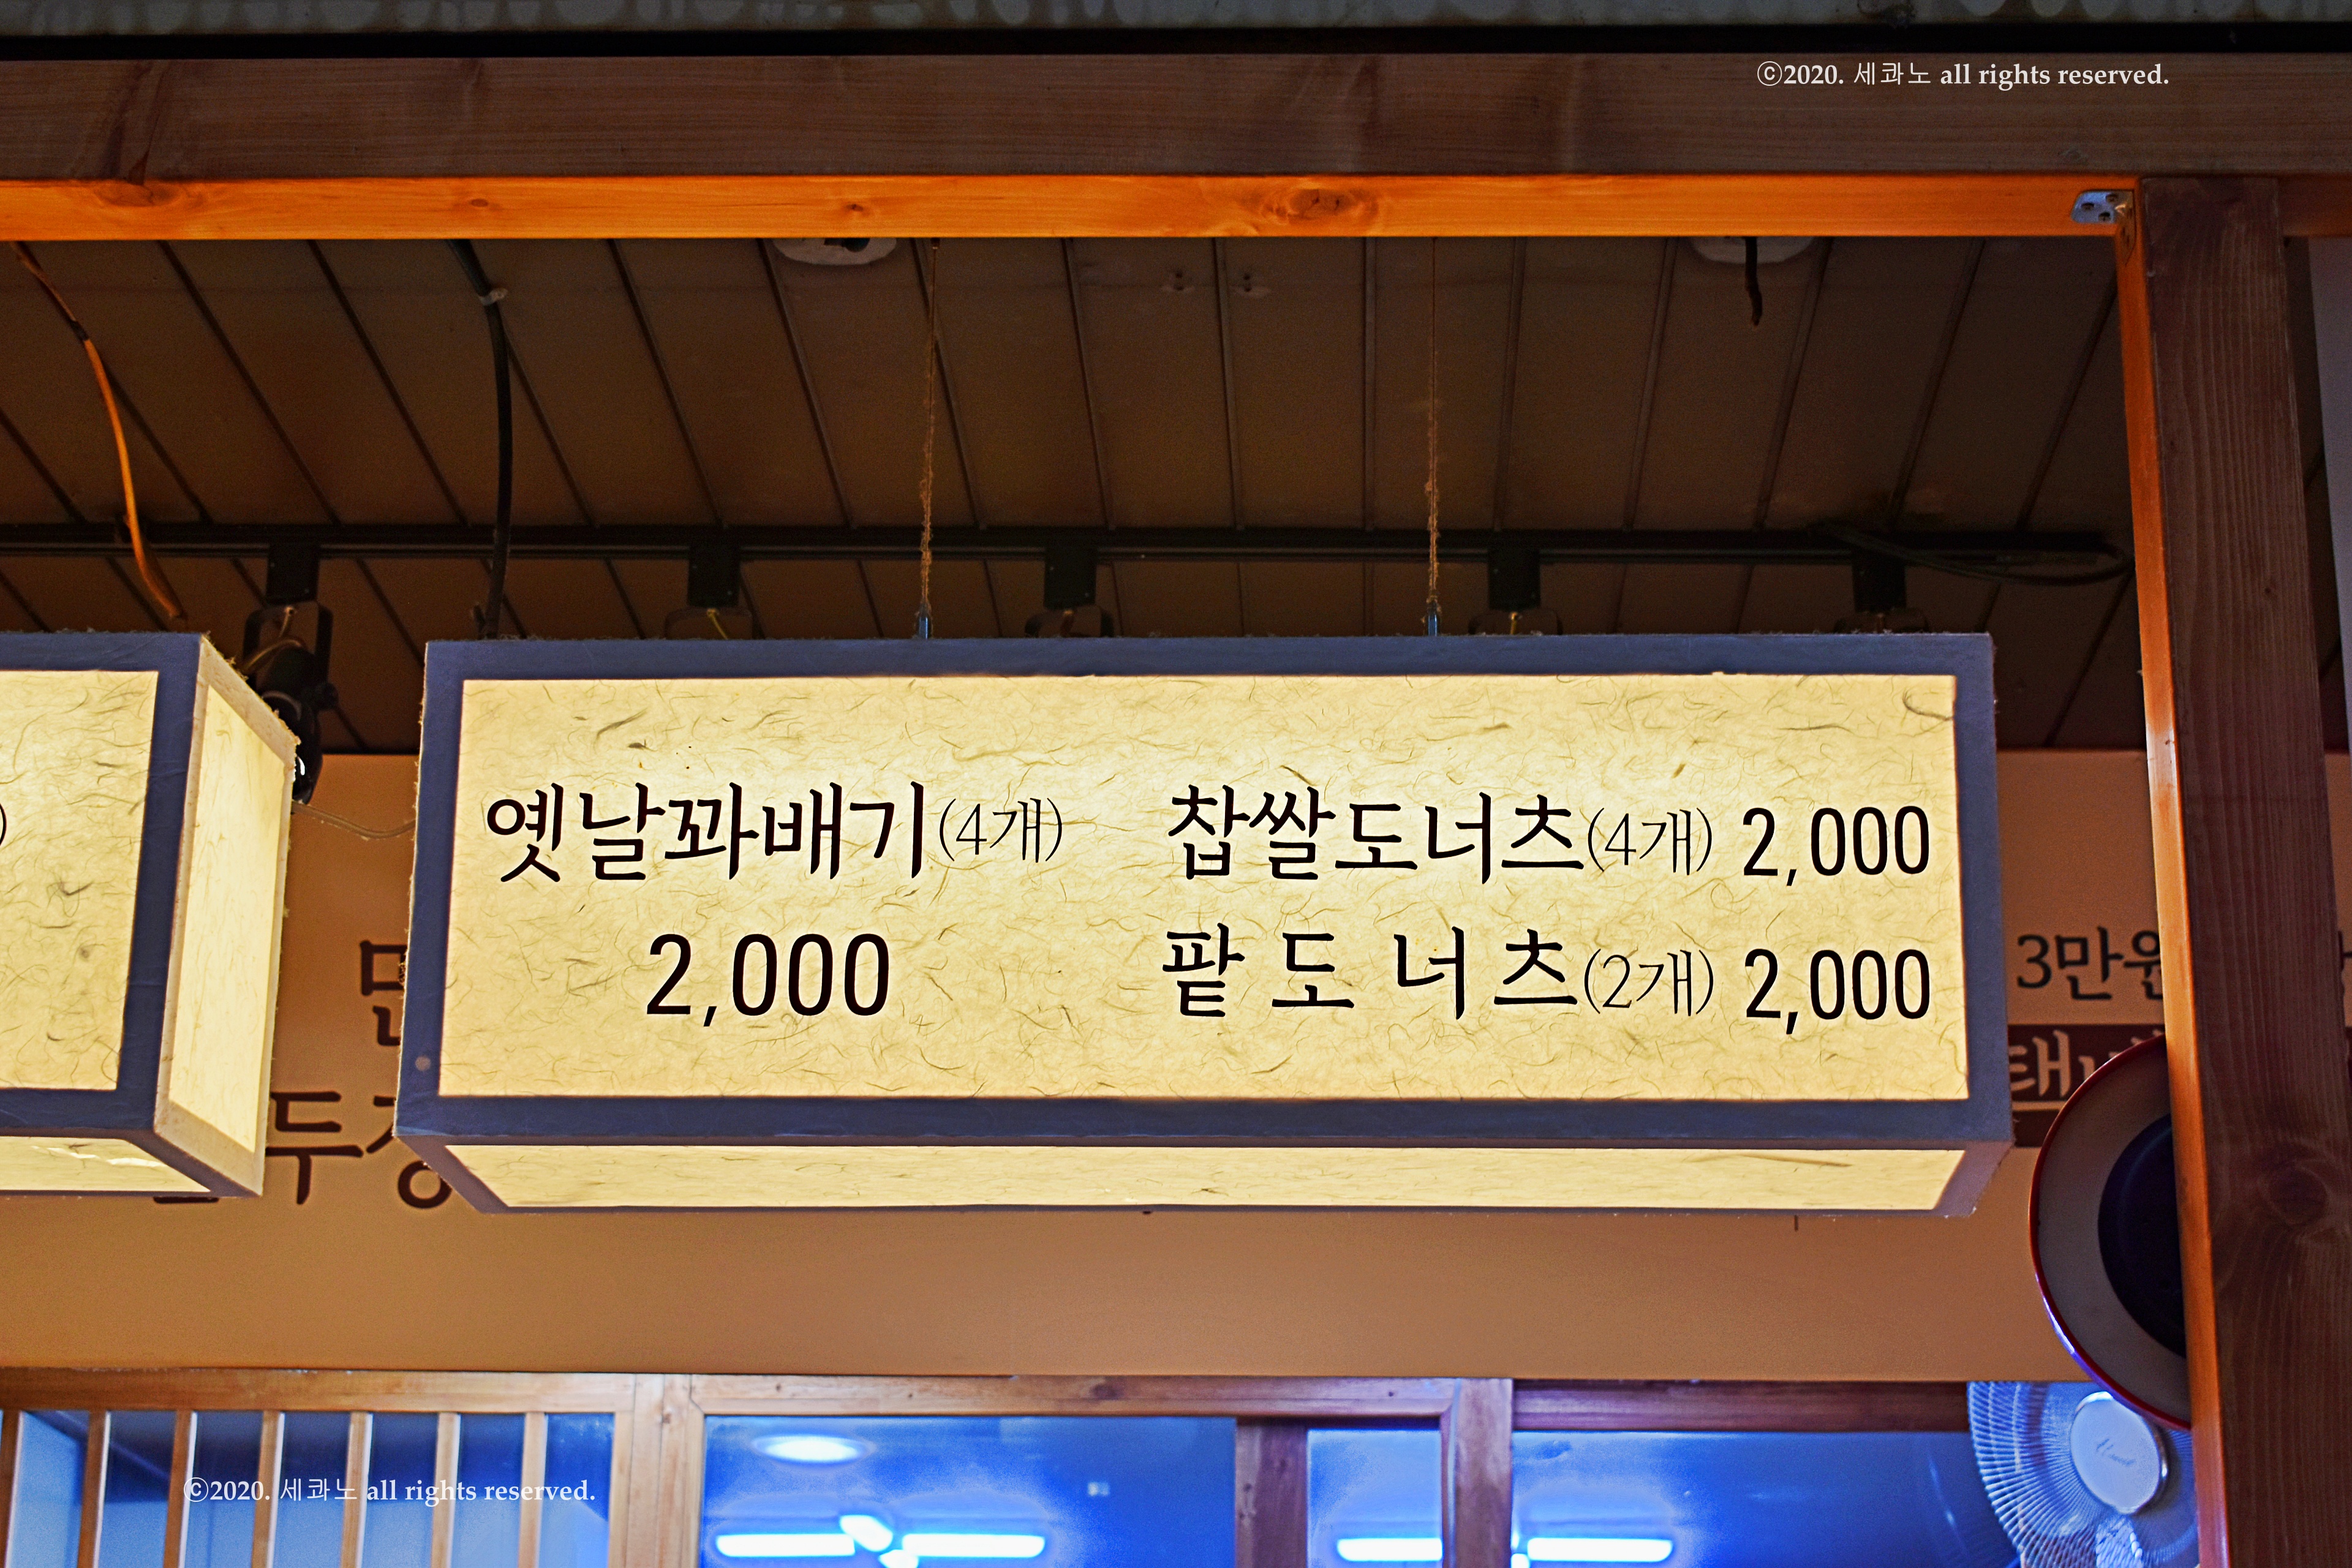 ⓒ2020. 세콰노 all rights reserved.
옛날꽈배기(4개)
2,000
찹쌀도너츠(4개) 2,000
팥도너츠(2개) 2,000
3만원
ⓒ2020. 세콰노 all rights reserved.